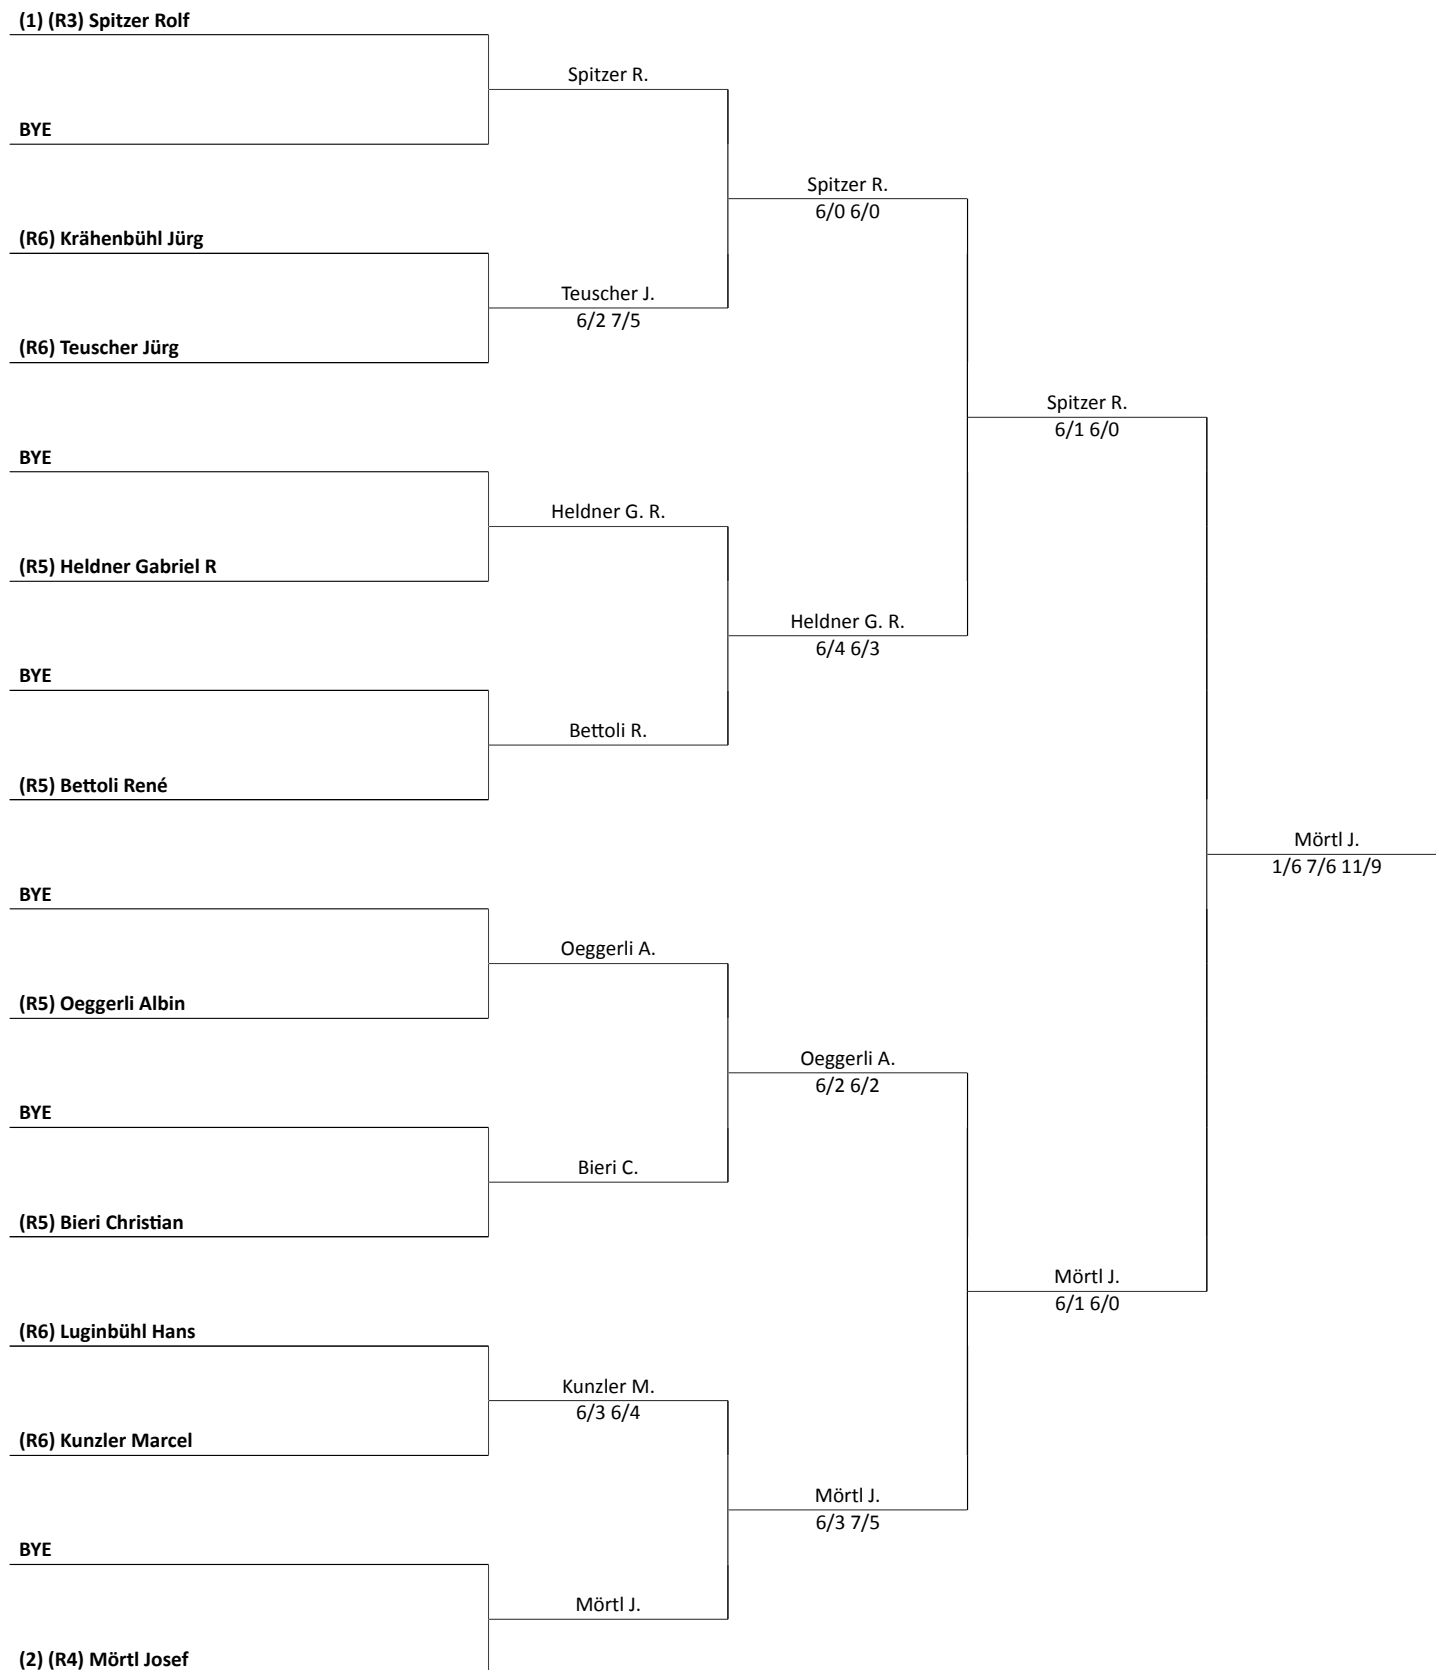 (1) (R3) Spitzer Rolf
Spitzer R.
BYE
Spitzer R.
6/0 6/0
(R6) Krähenbühl Jürg
Teuscher J.
6/2 7/5
(R6) Teuscher Jürg
Spitzer R.
6/1 6/0
BYE
Heldner G. R.
(R5) Heldner Gabriel R
Heldner G. R.
6/4 6/3
BYE
Bettoli R.
(R5) Bettoli René
Mörtl J.
1/6 7/6 11/9
BYE
Oeggerli A.
(R5) Oeggerli Albin
Oeggerli A.
6/2 6/2
BYE
Bieri C.
(R5) Bieri Christian
Mörtl J.
6/1 6/0
(R6) Luginbühl Hans
Kunzler M.
6/3 6/4
(R6) Kunzler Marcel
Mörtl J.
6/3 7/5
BYE
Mörtl J.
(2) (R4) Mörtl Josef